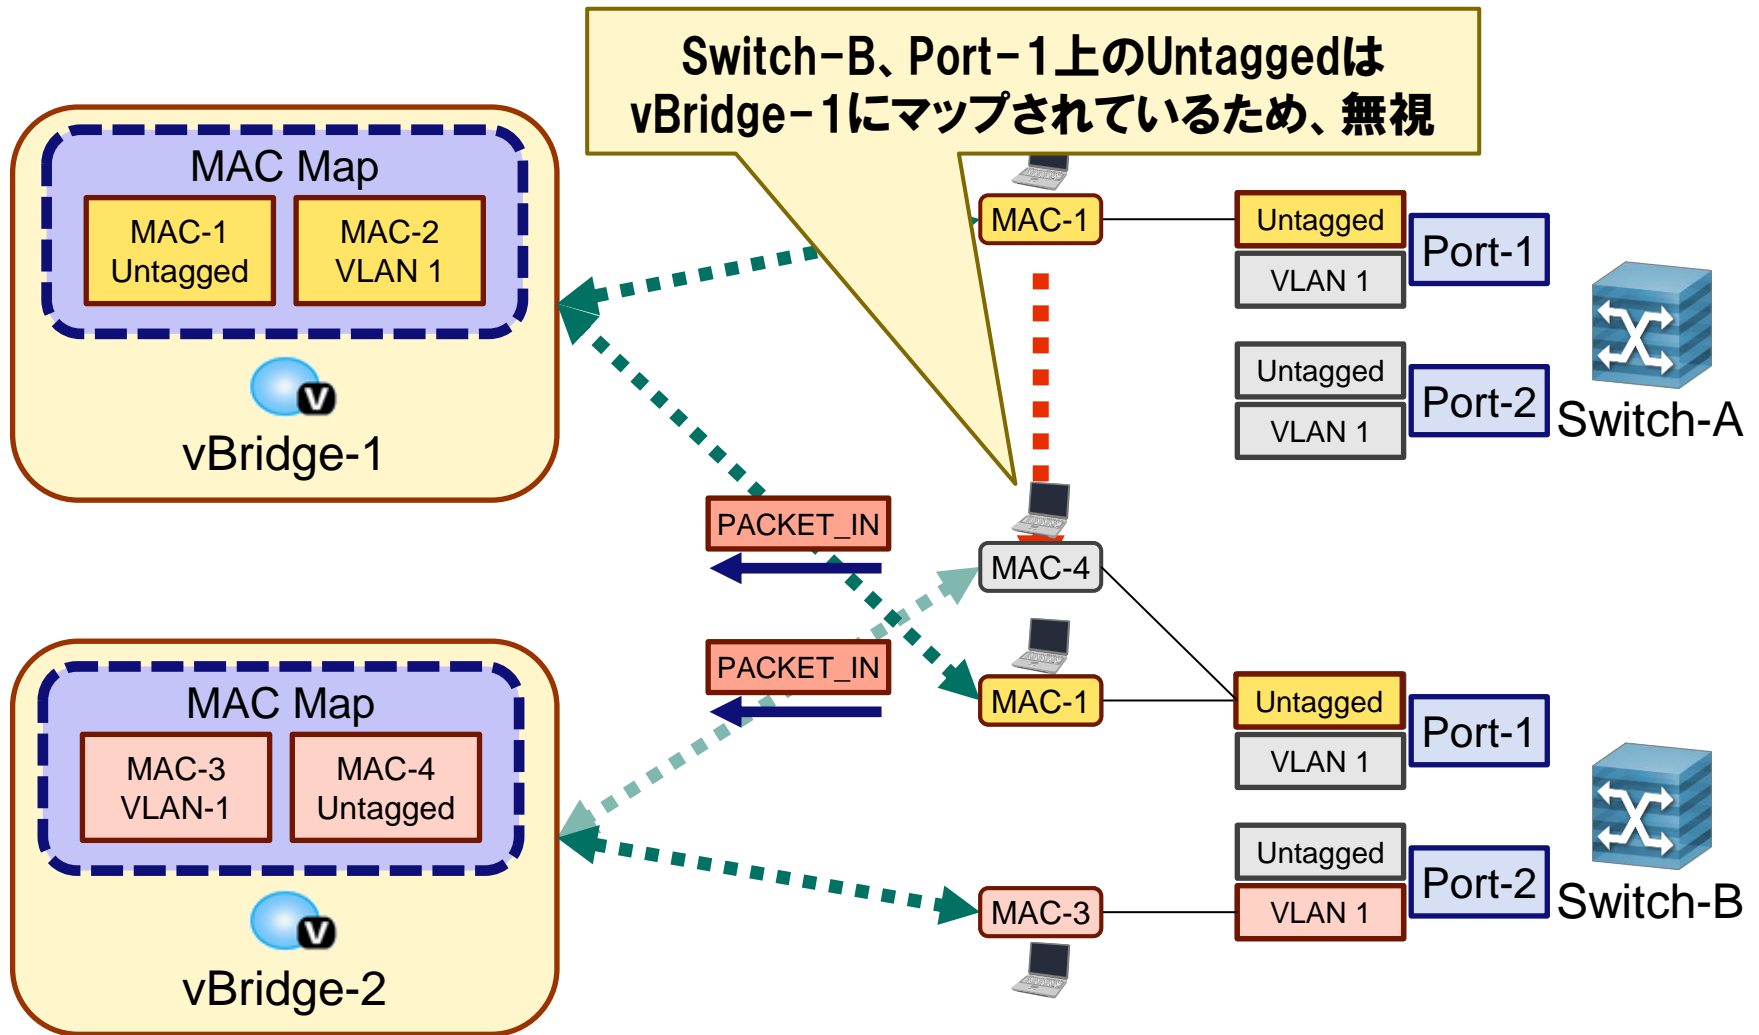 Switch-B、Port-1上のUntaggedは
vBridge-1にマップされているため、無視
MAC Map
MAC-1
Untagged
MAC-2
VLAN 1
vBridge-1
MAC-1
Untagged
VLAN 1
Port-1
Untagged
VLAN 1
Port-2
Switch-A
PACKET_IN
MAC-4
PACKET_IN
MAC-1
Untagged
VLAN 1
Port-1
MAC Map
MAC-3
VLAN-1
MAC-4
Untagged
vBridge-2
MAC-3
Untagged
VLAN 1
Port-2
Switch-B